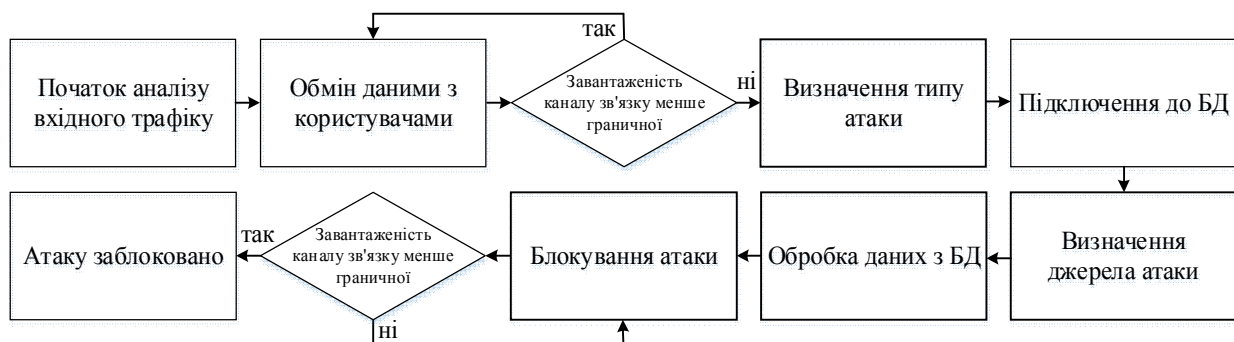 так
Початок аналізу
вхідного трафіку
Обмін даними з
користувачами
Завантаженість
каналу зв'язку менше
граничної
ні
Визначення типу
атаки
Підключення до БД
Атаку заблоковано
так
Завантаженість
каналу зв'язку менше
граничної
ні
Блокування атаки
Обробка даних з БД
Визначення
джерела атаки